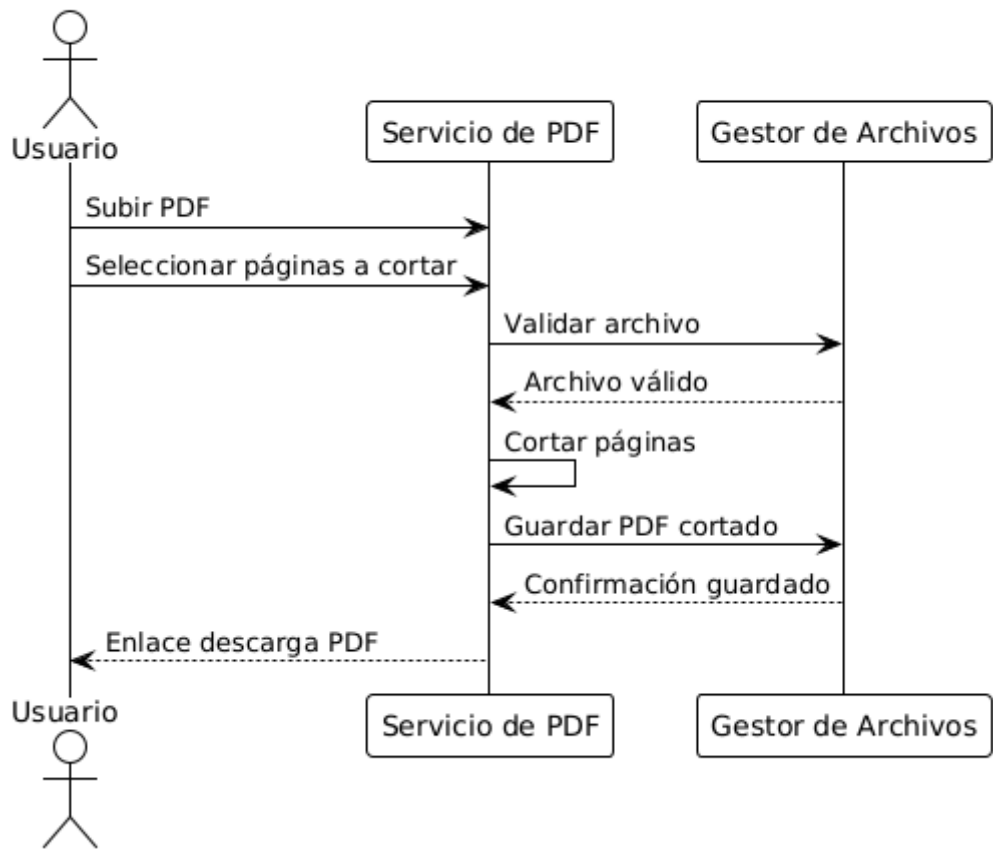 Usuario
Servicio de PDF
Gestor de Archivos
Subir PDF
Seleccionar páginas a cortar
Validar archivo
Archivo válido
Cortar páginas
Guardar PDF cortado
Confirmación guardado
Enlace descarga PDF
Usuario
Servicio de PDF
Gestor de Archivos